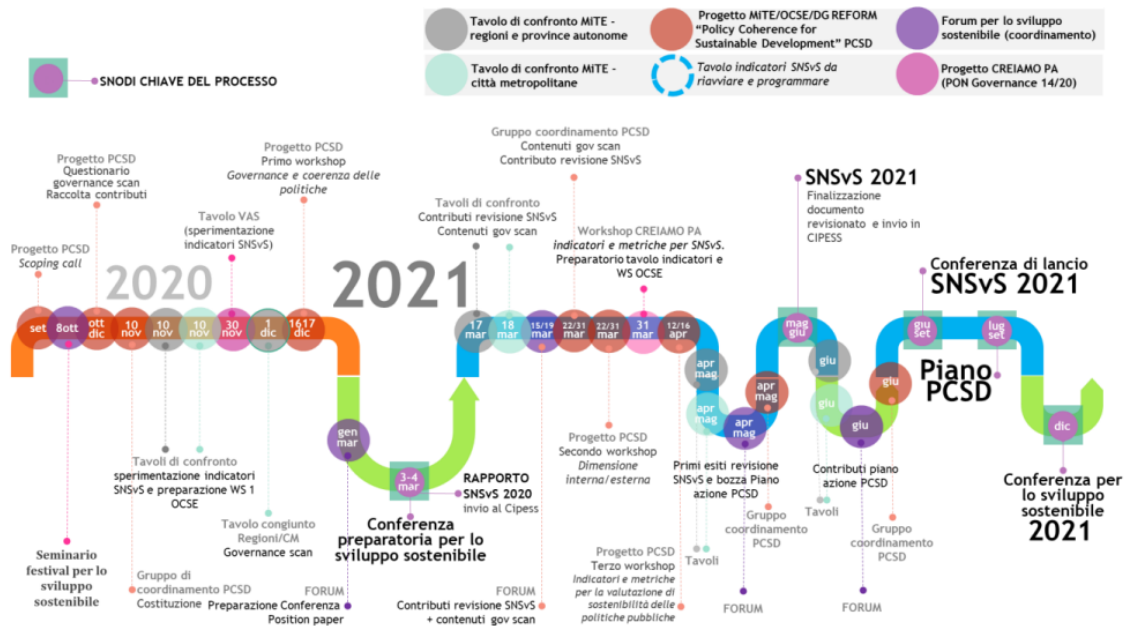 Tavolo di confronto MiTE -
regioni e province autonome
Progetto MITE/OCSE/DG REFORM
“Policy Coherence for
Sustainable Development” PCSD
Forum per lo sviluppo
sostenibile (coordinamento)
SNODI CHIAVE DEL PROCESSO
Tavolo di confronto MiTE -
città metropolitane
Tavolo indicatori SNSvS da
riavviare e programmare
Progetto CREIAMO PA
(PON Governance 14/20)
Progetto PCSD
Scoping call
Progetto PCSD
Questionario
governance scan
Raccolta contributi
Tavolo VAS
(sperimentazione
indicatori SNSvS)
Progetto PCSD
Primo workshop
Governance e coerenza delle
politiche
2020
2021
Tavoli di confronto
Contributi revisione SNSvS
Contenuti gov scan
Gruppo coordinamento PCSD
Contenuti gov scan
Contributo revisione SNSvS
Workshop CREIAMO PA
indicatori e metriche per SNSvS.
Preparatorio tavolo indicatori e
WS OCSE
SNSvS 2021
Finalizzazione
documento
revisionato e invio in
CIPESS
Conferenza di lancio
SNSvS 2021
set
8ott
ott
dic
10
nov
10
nov
10
nov
30
nov
1
dic
1617
dic
gen
mar
3-4
mar
17
mar
18
mar
15/19
mar
22/31
mar
22/31
mar
31
mar
12/16
apr
apr
mag
apr
mag
apr
mag
apr
mag
mag
giu
giu
giu
giu
giu
giu
set
lug
set
dic
Piano
PCSD
Seminario
festival per lo
sviluppo
sostenibile
Gruppo di
coordinamento PCSD
Costituzione
Tavoli di confronto
sperimentazione indicatori
SNSvS e preparazione WS 1
OCSE
Tavolo congiunto
Regioni/CM
Governance scan
FORUM
Preparazione Conferenza
Position paper
RAPPORTO
SNSvS 2020
invio al Cipess
Conferenza
preparatoria per lo
sviluppo sostenibile
FORUM
Contributi revisione SNSvS
+ contenuti gov scan
Progetto PCSD
Secondo workshop
Dimensione
interna/esterna
Progetto PCSD
Terzo workshop
Indicatori e metriche
per la valutazione di
sostenibilità delle
politiche pubbliche
Primi esiti revisione
SNSvS e bozza Piano
azione PCSD
Tavoli
Gruppo
coordinamento
PCSD
FORUM
Contributi piano
azione PCSD
Tavoli
Gruppo
coordinamento
PCSD
FORUM
Conferenza per
lo sviluppo
sostenibile
2021